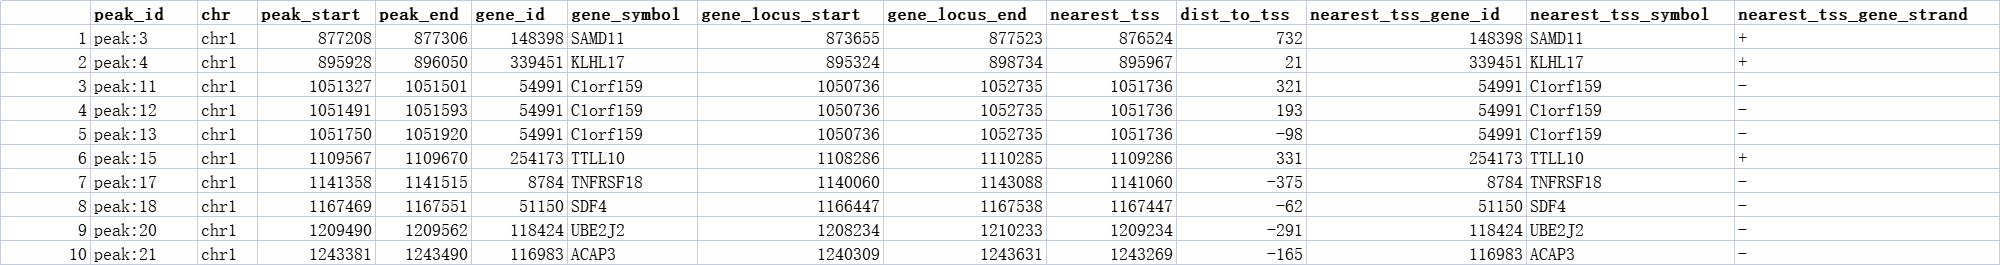 peak_id chr peak_start peak_end gene_id gene_symbol gene_locus_start gene_locus_end nearest_tss dist_to_tss nearest_tss_gene_id nearest_tss_symbol nearest_tss_gene_strand
1 peak:3 chr1 877208 877306 148398 SAMD11 873655 877523 876524 732 148398 SAMD11 +
2 peak:4 chr1 895928 896050 339451 KLHL17 895324 898734 895967 21 339451 KLHL17 +
3 peak:11 chr1 1051327 1051501 54991 C1orf159 1050736 1052735 1051736 321 54991 C1orf159 -
4 peak:12 chr1 1051491 1051593 54991 C1orf159 1050736 1052735 1051736 193 54991 C1orf159 -
5 peak:13 chr1 1051750 1051920 54991 C1orf159 1050736 1052735 1051736 -98 54991 C1orf159 -
6 peak:15 chr1 1109567 1109670 254173 TTLL10 1108286 1110285 1109286 331 254173 TTLL10 +
7 peak:17 chr1 1141358 1141515 8784 TNFRSF18 1140060 1143088 1141060 -375 8784 TNFRSF18 -
8 peak:18 chr1 1167469 1167551 51150 SDF4 1166447 1167538 1167447 -62 51150 SDF4 -
9 peak:20 chr1 1209490 1209562 118424 UBE2J2 1208234 1210233 1209234 -291 118424 UBE2J2 -
10 peak:21 chr1 1243381 1243490 116983 ACAP3 1240309 1243631 1243269 -165 116983 ACAP3 -